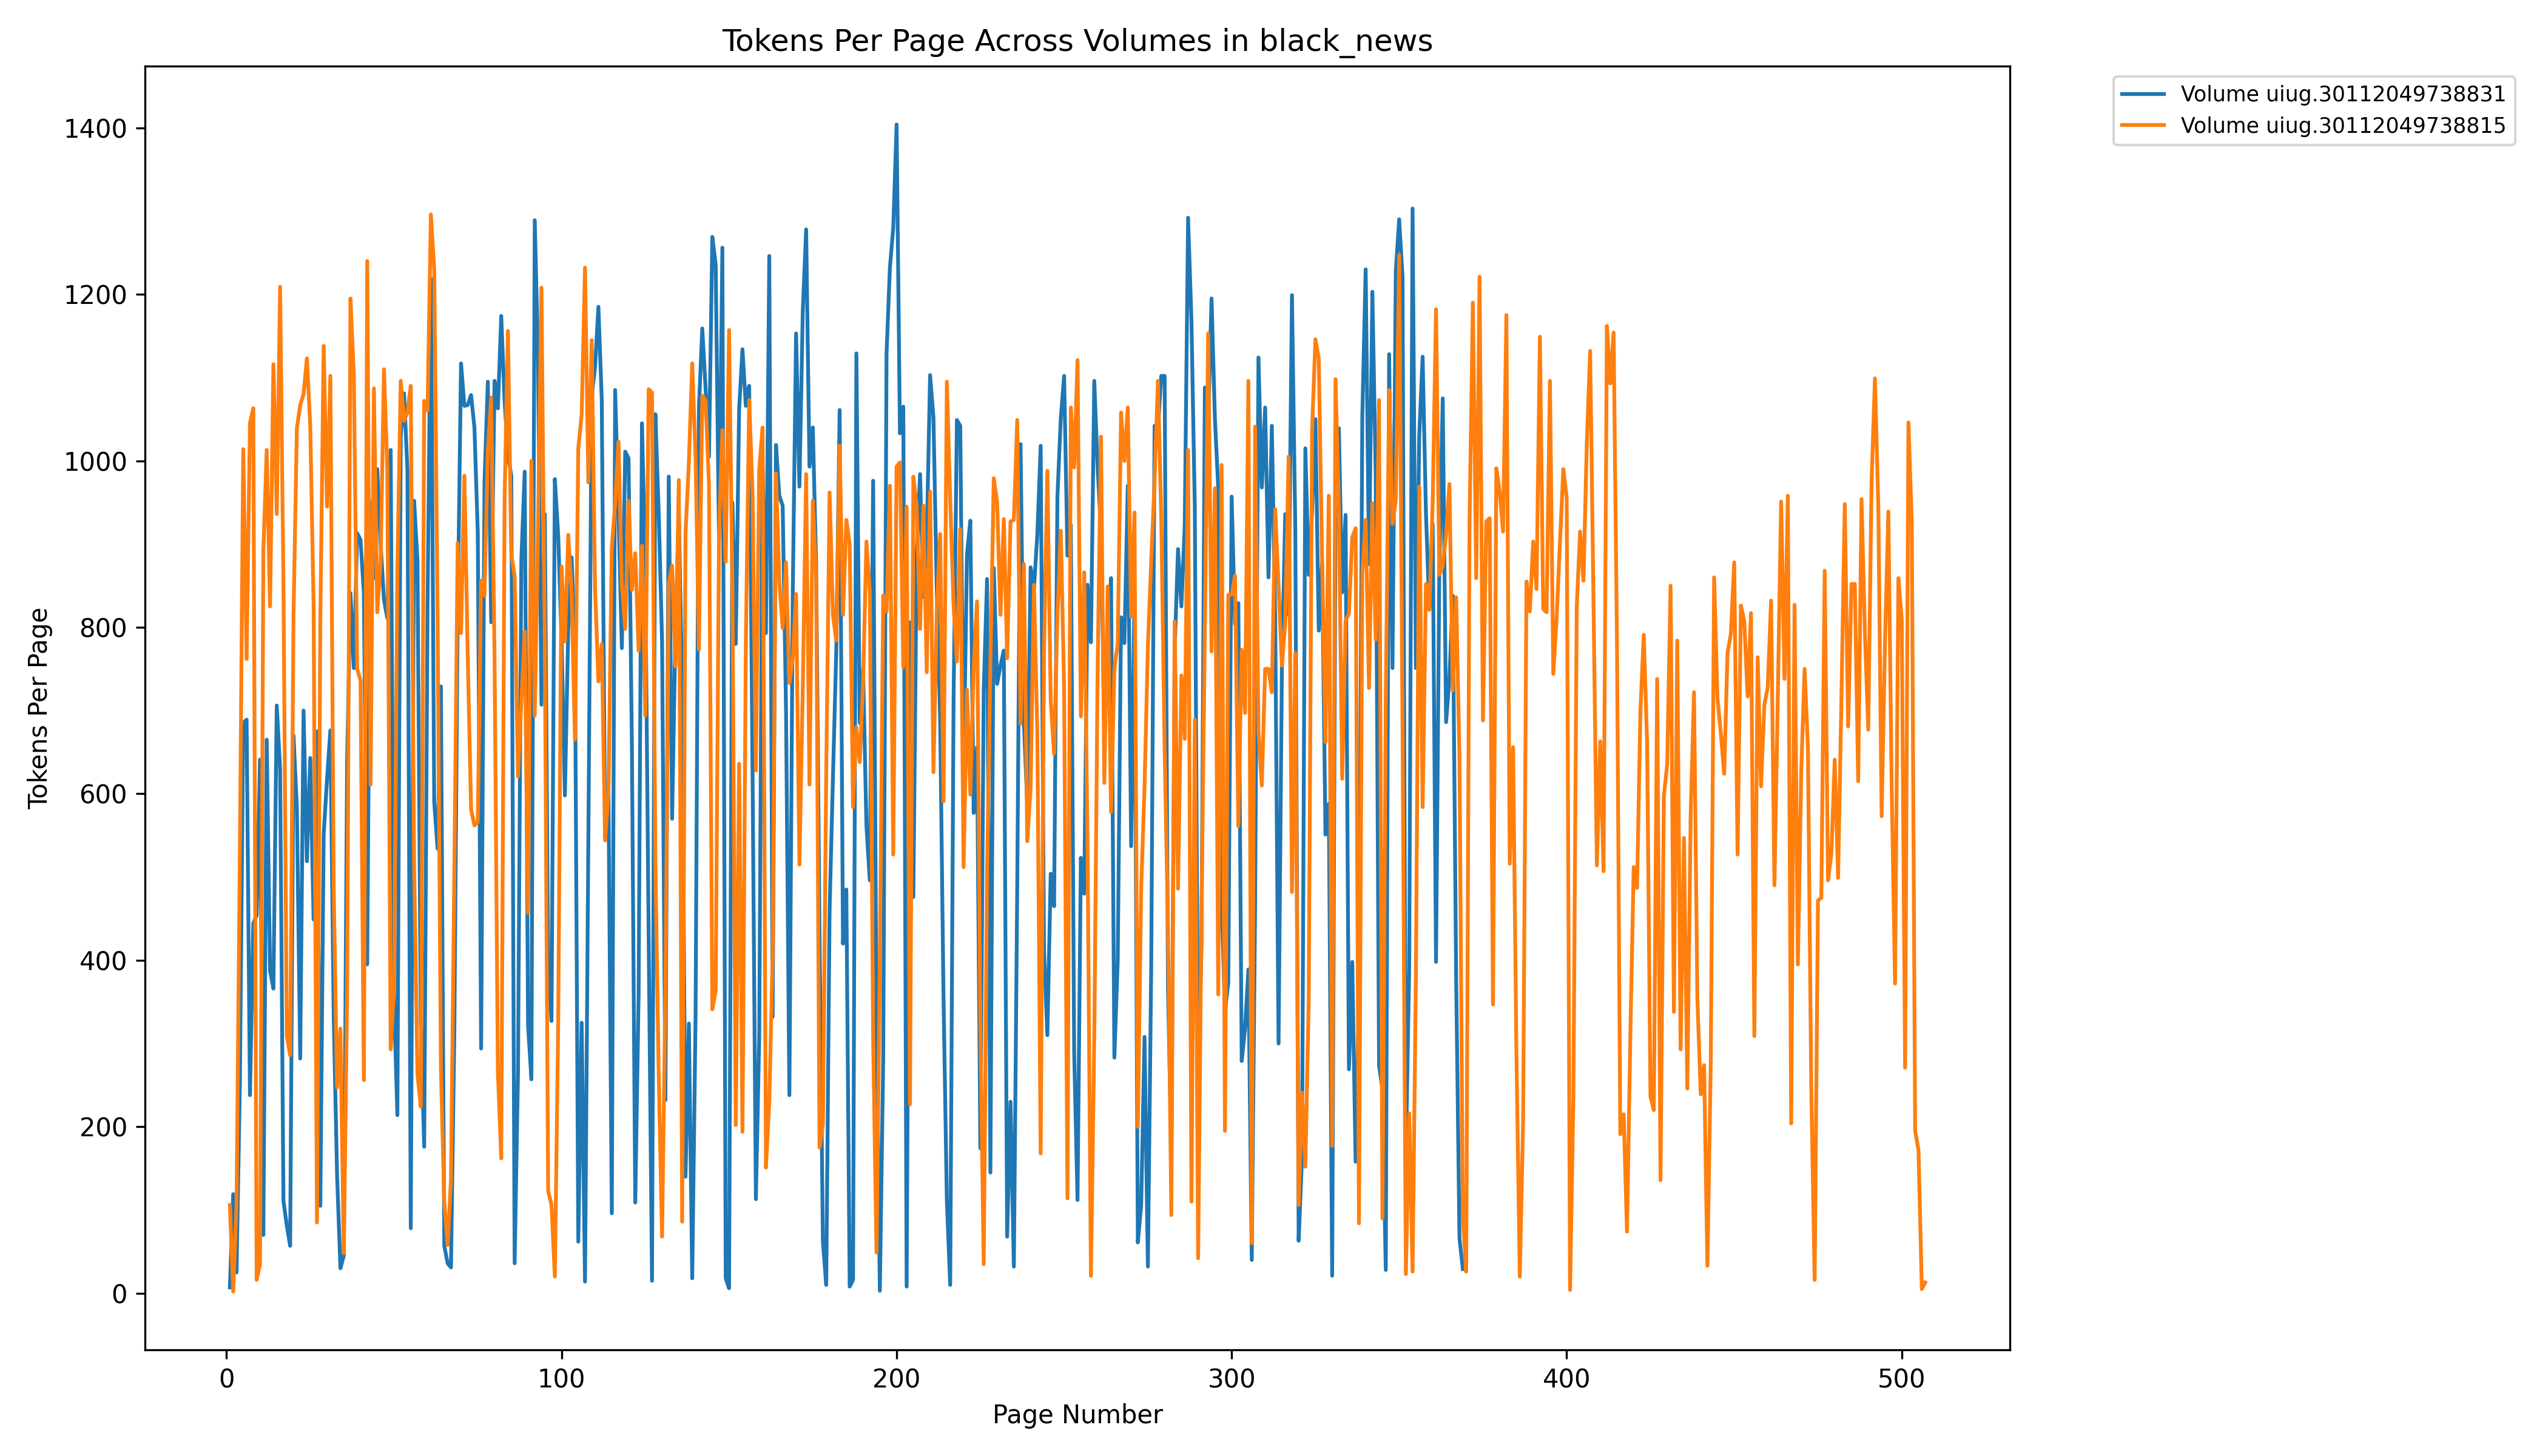 Tokens Per Page Across Volumes in black_news
Volume uiug.30112049738831
Volume uiug.30112049738815
1400
1200
1000
800
600
400
200
0
Tokens Per Page
0 100 200 300 400 500
Page Number